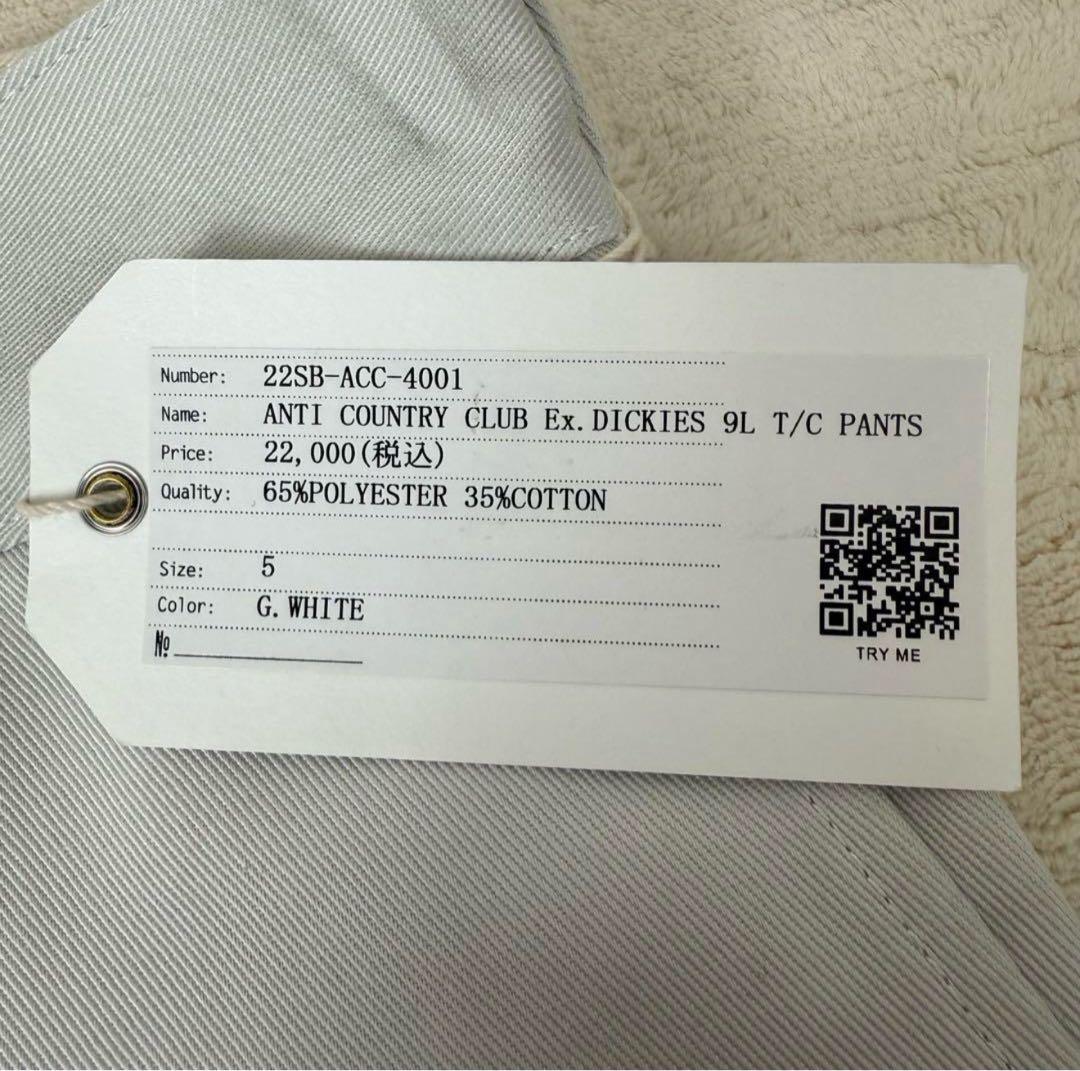 Number: 22SB-ACC-4001
Name: ANTI COUNTRY CLUB Ex.DICKIES 9L T/C PANTS
Price: 22,000(税込)
Quality: 65%POLYESTER 35%COTTON
Size: 5
Color: G.WHITE
№
TRY ME